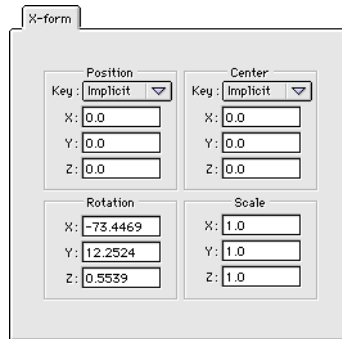 X-form
Position
Key: Implicit
X: 0.0
Y: 0.0
Z: 0.0
Center
Key: Implicit
X: 0.0
Y: 0.0
Z: 0.0
Rotation
X: -73.4469
Y: 12.2524
Z: 0.5539
Scale
X: 1.0
Y: 1.0
Z: 1.0